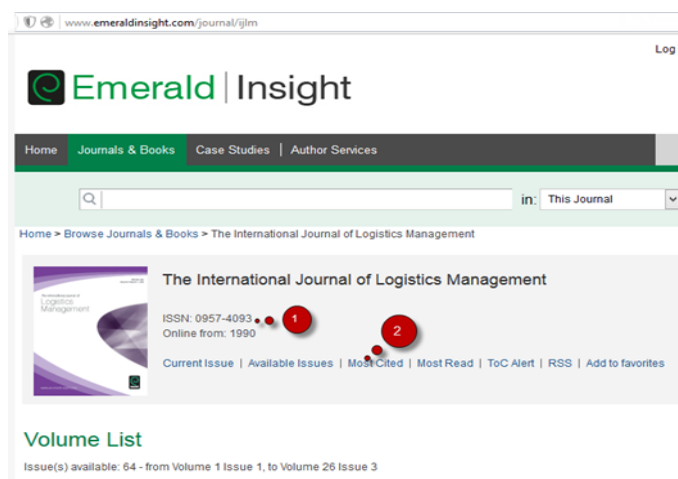 www.emeraldinsight.com/journal/ijlm
Log
Emerald | Insight
Home Journals & Books Case Studies | Author Services
in: This Journal
Home > Browse Journals & Books > The International Journal of Logistics Management
The International Journal of Logistics Management
Logistics
Management
ISSN: 0957-4093
1
Online from: 1990
2
Current Issue | Available Issues | Most Cited | Most Read | ToC Alert | RSS | Add to favorites
Volume List
Issue(s) available: 64 - from Volume 1 Issue 1, to Volume 26 Issue 3